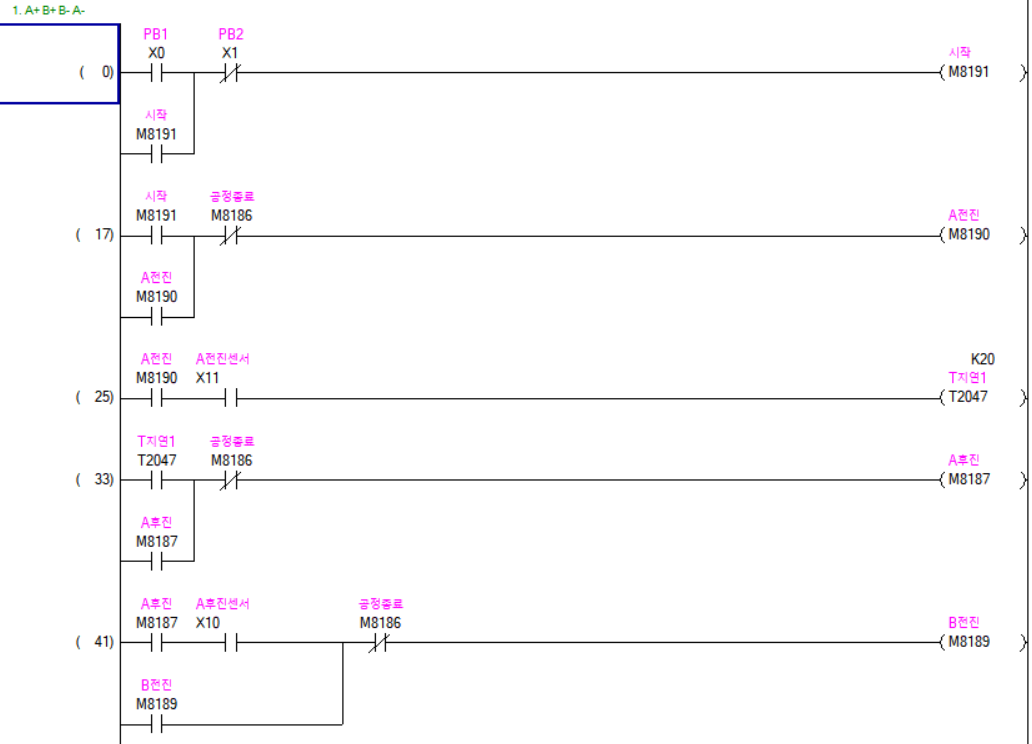 1. A+ B+ B- A-
PB1 PB2
X0 X1 시작
( 0) M8191
시작
M8191
시작 공정종료
M8191 M8186 A전진
( 17) M8190
A전진
M8190
A전진 A전진센서 K20
M8190 X11 T지연1
( 25) T2047
T지연1 공정종료
T2047 M8186 A후진
( 33) M8187
A후진
M8187
A후진 A후진센서 공정종료
M8187 X10 M8186 B전진
( 41) M8189
B전진
M8189